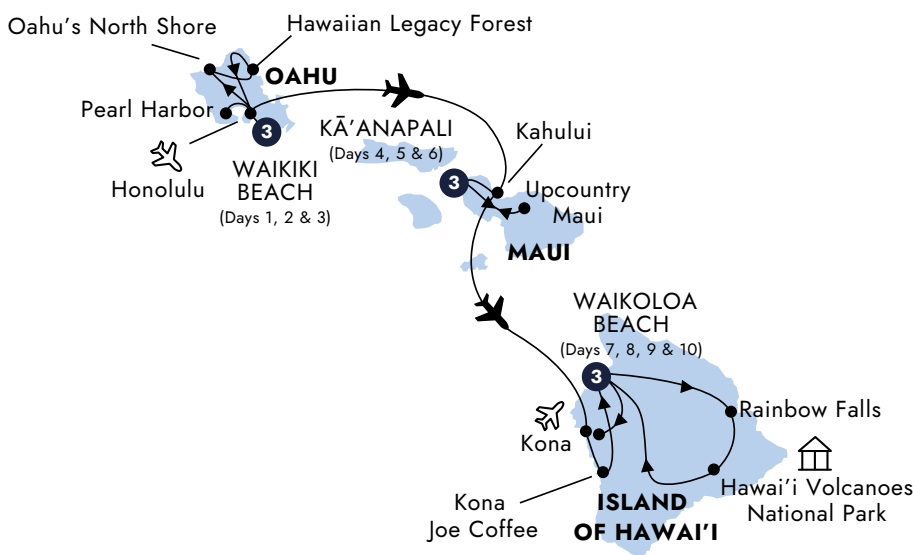 Oahu's North Shore
Hawaiian Legacy Forest
OAHU
Pearl Harbor
3
Honolulu
WAIKIKI
BEACH
(Days 1, 2 & 3)
KĀ'ANAPALI
(Days 4, 5 & 6)
Kahului
3
Upcountry
Maui
MAUI
WAIKOLOA
BEACH
(Days 7, 8, 9 & 10)
3
Rainbow Falls
Kona
Hawai'i Volcanoes
National Park
Kona
Joe Coffee
ISLAND
OF HAWAI'I